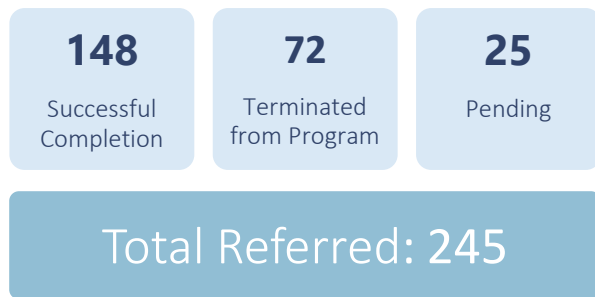 148
Successful
Completion
72
Terminated
from Program
25
Pending
Total Referred: 245